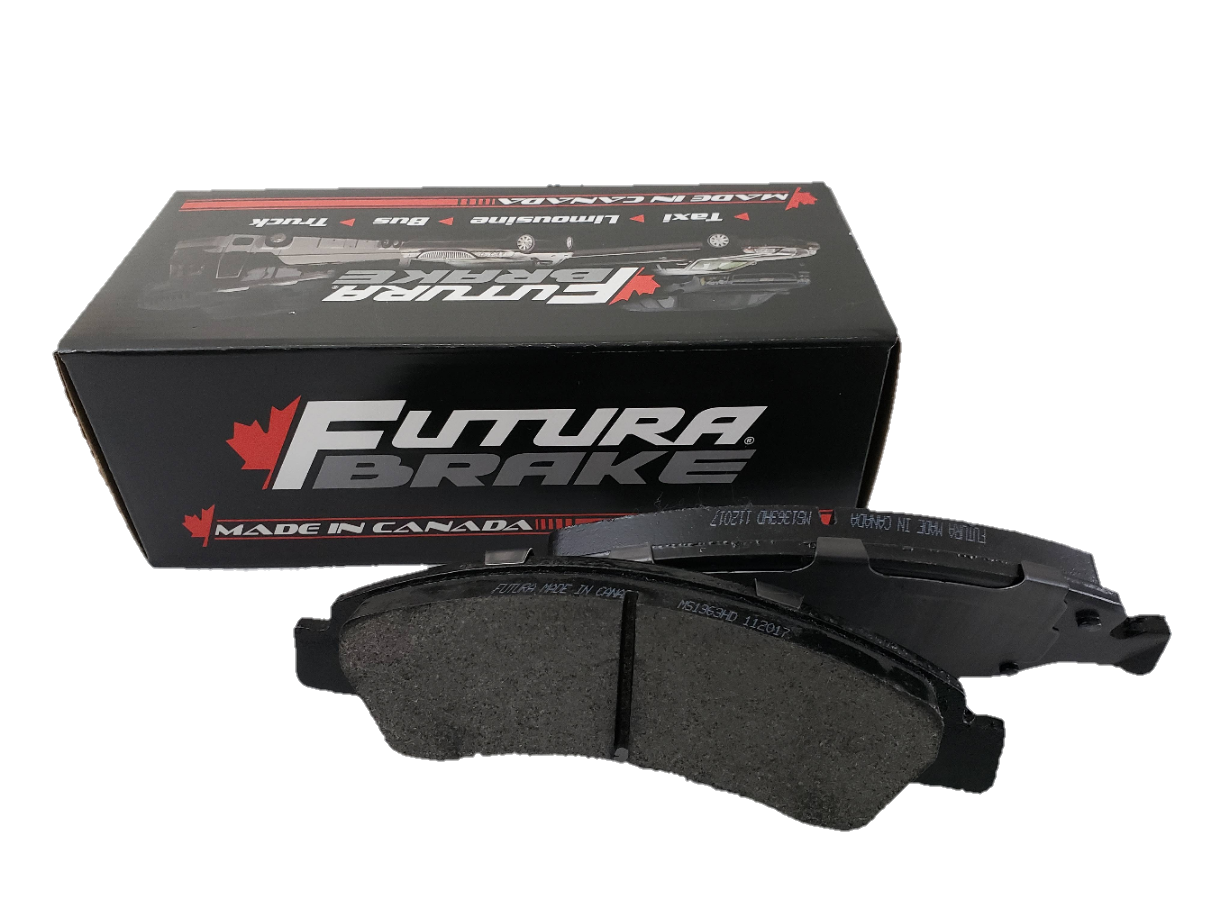 MADE IN CANADA
Taxi Limousine Bus Truck
FUTURA
BRAKE
FUTURA®
BRAKE
MADE IN CANADA
FUTURA MADE IN CANADA MS1363HD 112017
FUTURA MADE IN CANA MS1363HD 112017